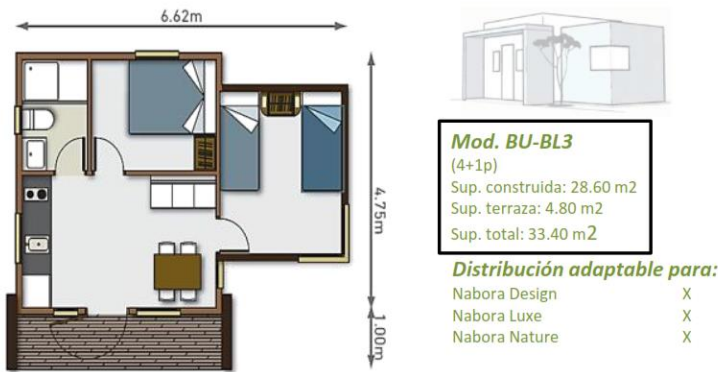 6.62m
4.75m
1.00m
Mod. BU-BL3
(4+1p)
Sup. construida: 28.60 m2
Sup. terraza: 4.80 m2
Sup. total: 33.40 m2
Distribución adaptable para:
Nabora Design X
Nabora Luxe X
Nabora Nature X